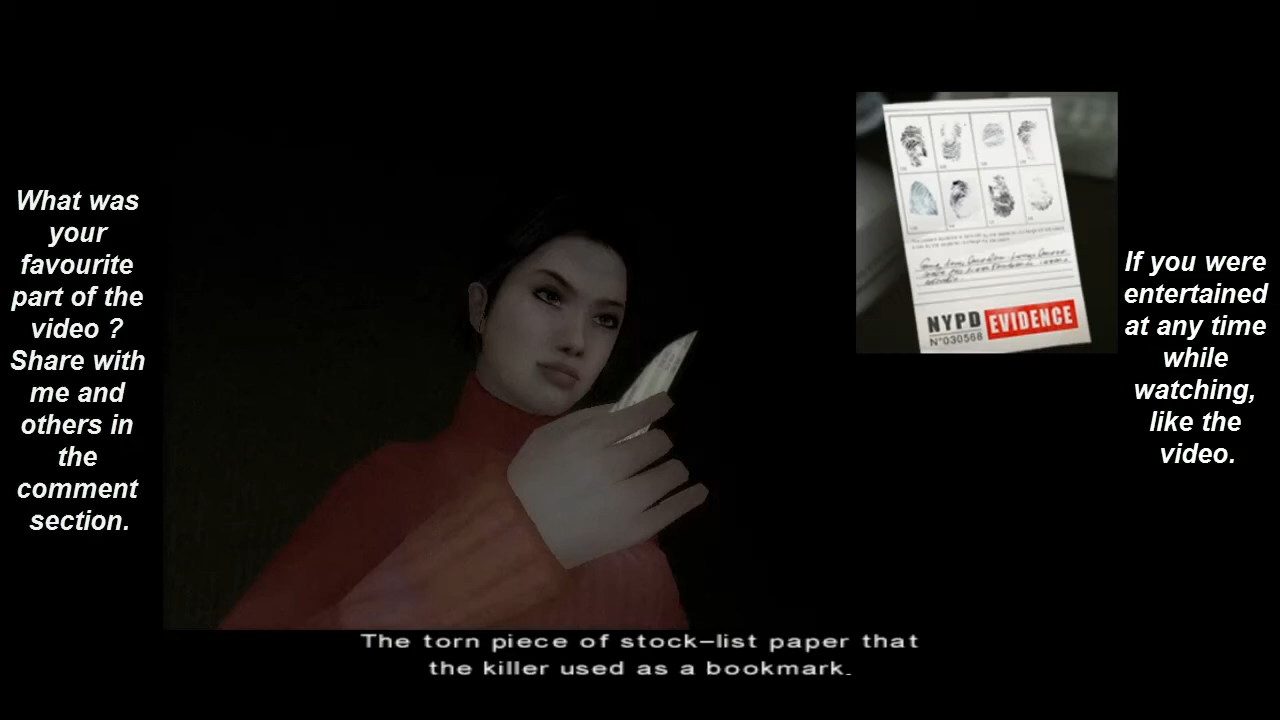 What was
your
favourite
part of the
video ?
Share with
me and
others in
the
comment
section.
NYPD EVIDENCE
N°030568
If you were
entertained
at any time
while
watching,
like the
video.
The torn piece of stock-list paper that
the killer used as a bookmark.